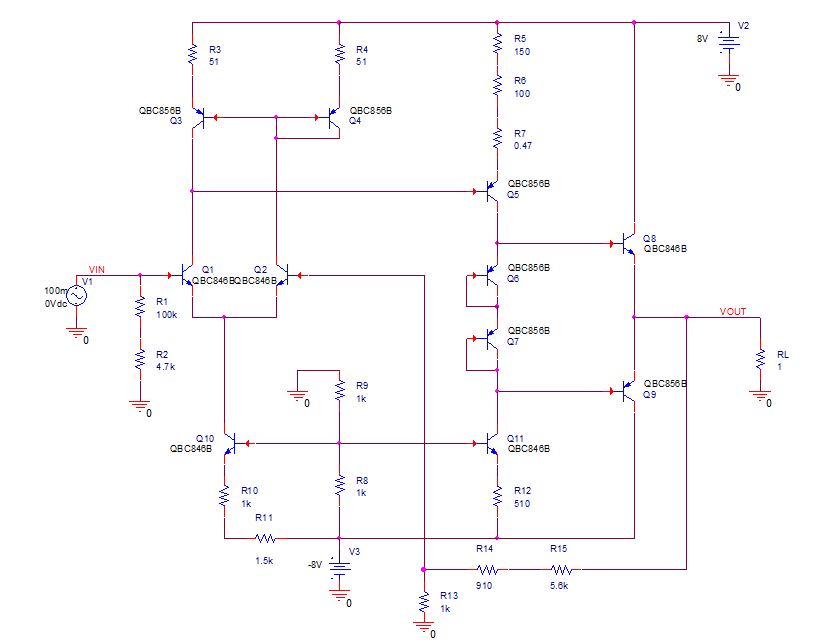 R3
51
R4
51
R5
150
V2
8V
0
R6
100
QBC856B
Q3
QBC856B
Q4
R7
0.47
QBC856B
Q5
Q8
QBC846B
VIN
V1
100m
0Vdc
0
Q1
QBC846B
Q2
QBC846B
QBC856B
Q6
R1
100k
VOUT
QBC856B
Q7
R2
4.7k
0
RL
1
0
R9
1k
0
QBC856B
Q9
Q10
QBC846B
Q11
QBC846B
R8
1k
R10
1k
R12
510
R11
1.5k
V3
-8V
0
R14
910
R15
5.6k
R13
1k
0